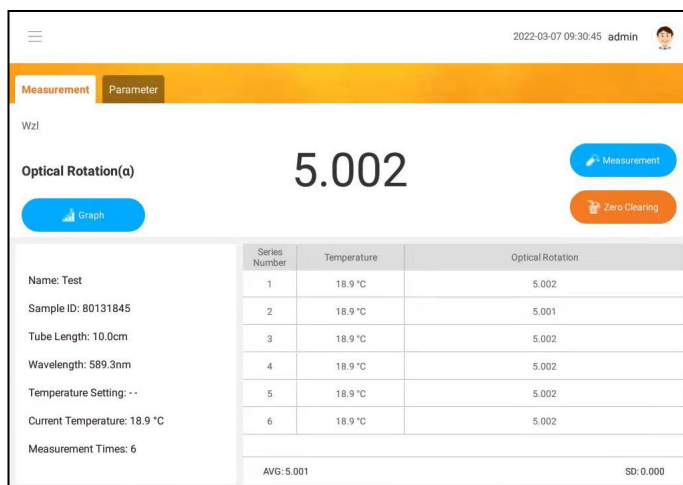 2022-03-07 09:30:45 admin
Measurement Parameter
Wzl
Optical Rotation(α)
5.002
Measurement
Graph
Zero Clearing
Name: Test
Sample ID: 80131845
Tube Length: 10.0cm
Wavelength: 589.3nm
Temperature Setting: - -
Current Temperature: 18.9 °C
Measurement Times: 6
Series Number Temperature Optical Rotation
1 18.9 °C 5.002
2 18.9 °C 5.001
3 18.9 °C 5.002
4 18.9 °C 5.002
5 18.9 °C 5.002
6 18.9 °C 5.002
AVG: 5.001 SD: 0.000